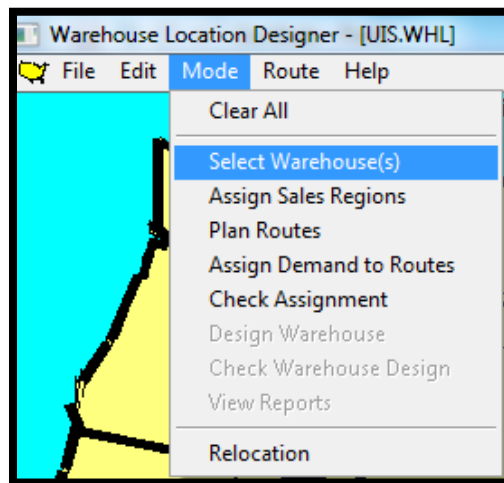 Warehouse Location Designer - [UIS.WHL]
File Edit Mode Route Help
Clear All
Select Warehouse(s)
Assign Sales Regions
Plan Routes
Assign Demand to Routes
Check Assignment
Design Warehouse
Check Warehouse Design
View Reports
Relocation